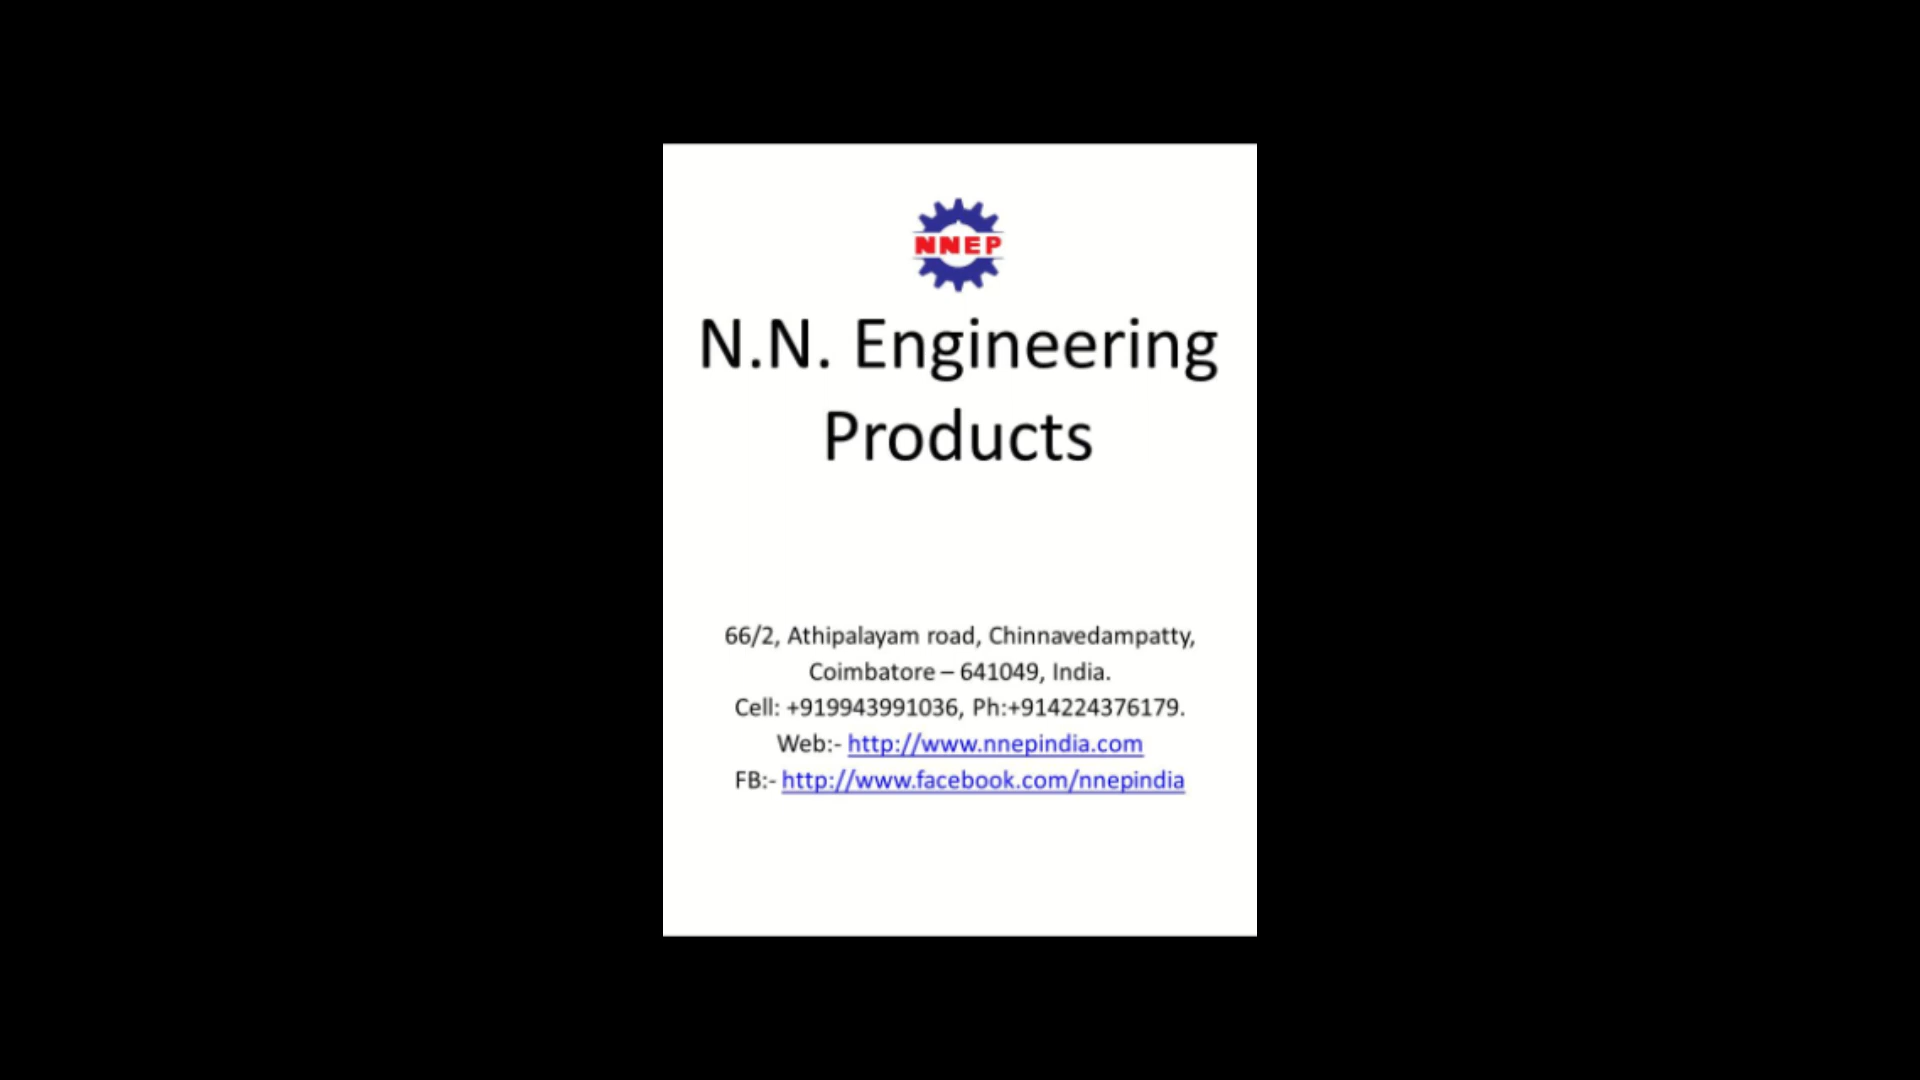 NNEP
N.N. Engineering
Products
66/2, Athipalayam road, Chinnavedampatty,
Coimbatore – 641049, India.
Cell: +919943991036, Ph:+914224376179.
Web:- http://www.nnepindia.com
FB:- http://www.facebook.com/nnepindia